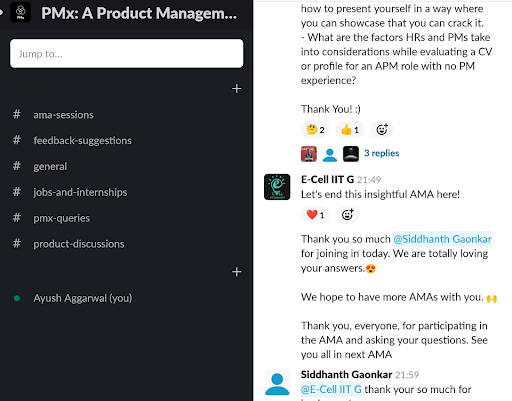 PMx: A Product Managem...
Jump to...
# ama-sessions
# feedback-suggestions
# general
# jobs-and-internships
# pmx-queries
# product-discussions
Ayush Aggarwal (you)
how to present yourself in a way where
you can showcase that you can crack it.
- What are the factors HRs and PMs take
into considerations while evaluating a CV
or profile for an APM role with no PM
experience?
Thank You! :)
🤔 2 👍 1
3 replies
E-Cell IIT G 21:49
Let's end this insightful AMA here!
❤️ 1
Thank you so much @Siddhanth Gaonkar
for joining in today. We are totally loving
your answers.😍
We hope to have more AMAs with you. 🙌
Thank you, everyone, for participating in
the AMA and asking your questions. See
you all in next AMA
Siddhanth Gaonkar 21:59
@E-Cell IIT G thank your so much for